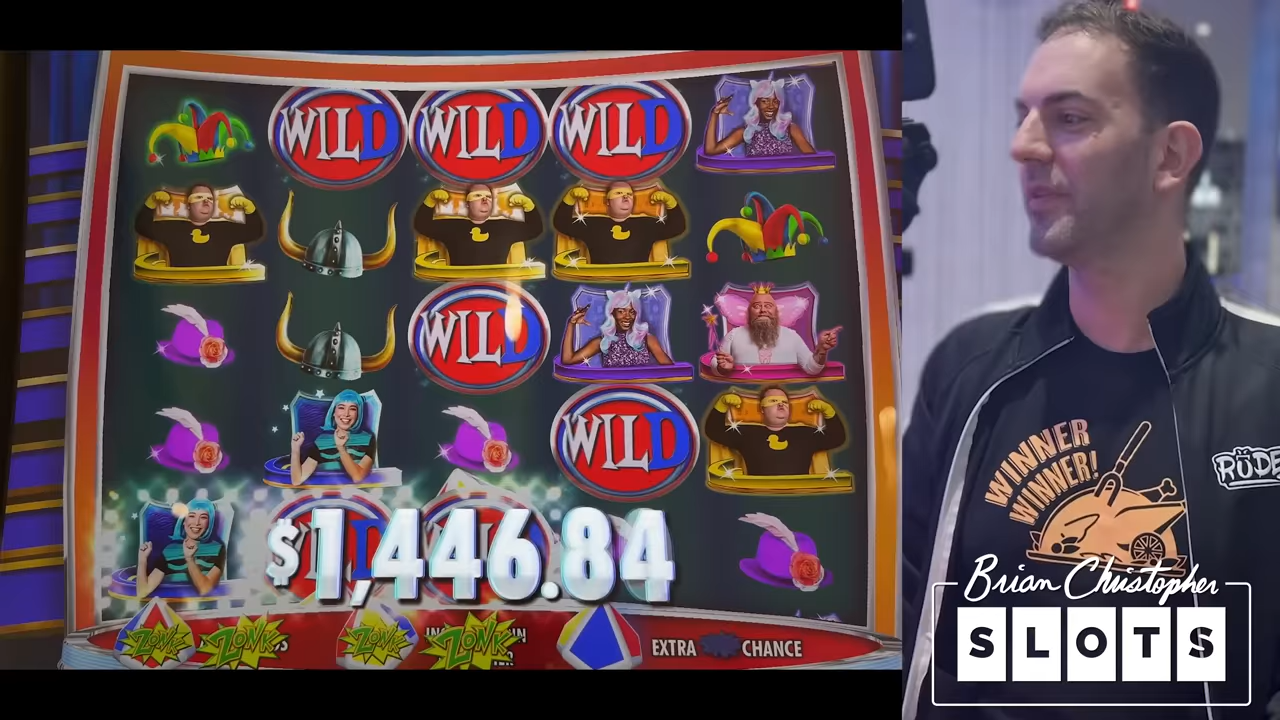 WILD WILD WILD
WILD
WILD
$1,446.84
ZONK ZONK ZONK ZONK
EXTRA CHANCE
WINNER
WINNER!
RUDE
Brian Christopher
SLOTS